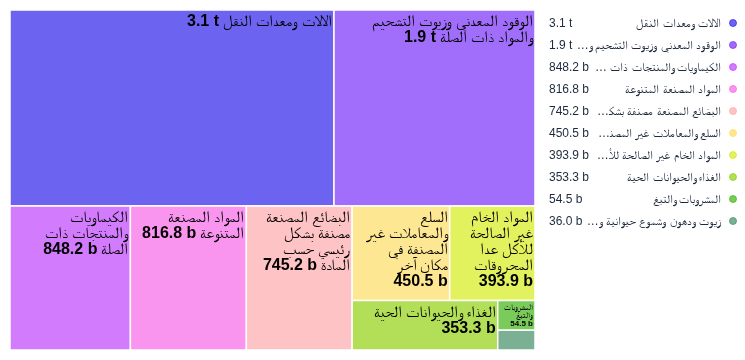 الالات ومعدات النقل 3.1 t
الوقود المعدني وزيوت التشحيم
والمواد ذات الصلة 1.9 t
الكيماويات
والمنتجات ذات
الصلة 848.2 b
المواد المصنعة
المتنوعة 816.8 b
البضائع المصنعة
مصنفة بشكل
رئيسي حسب
المادة 745.2 b
السلع
والمعاملات غير
المصنفة في
مكان آخر
450.5 b
المواد الخام
غير الصالحة
للأكل عدا
المحروقات
393.9 b
الغذاء والحيوانات الحية
353.3 b
المشروبات
والتبغ
54.5 b
الالات ومعدات النقل 3.1 t
الوقود المعدني وزيوت التشحيم و... 1.9 t
الكيماويات والمنتجات ذات ... 848.2 b
المواد المصنعة المتنوعة 816.8 b
البضائع المصنعة مصنفة بشك... 745.2 b
السلع والمعاملات غير المصن... 450.5 b
المواد الخام غير الصالحة للأ... 393.9 b
الغذاء والحيوانات الحية 353.3 b
المشروبات والتبغ 54.5 b
زيوت ودهون وشموع حيوانية و... 36.0 b